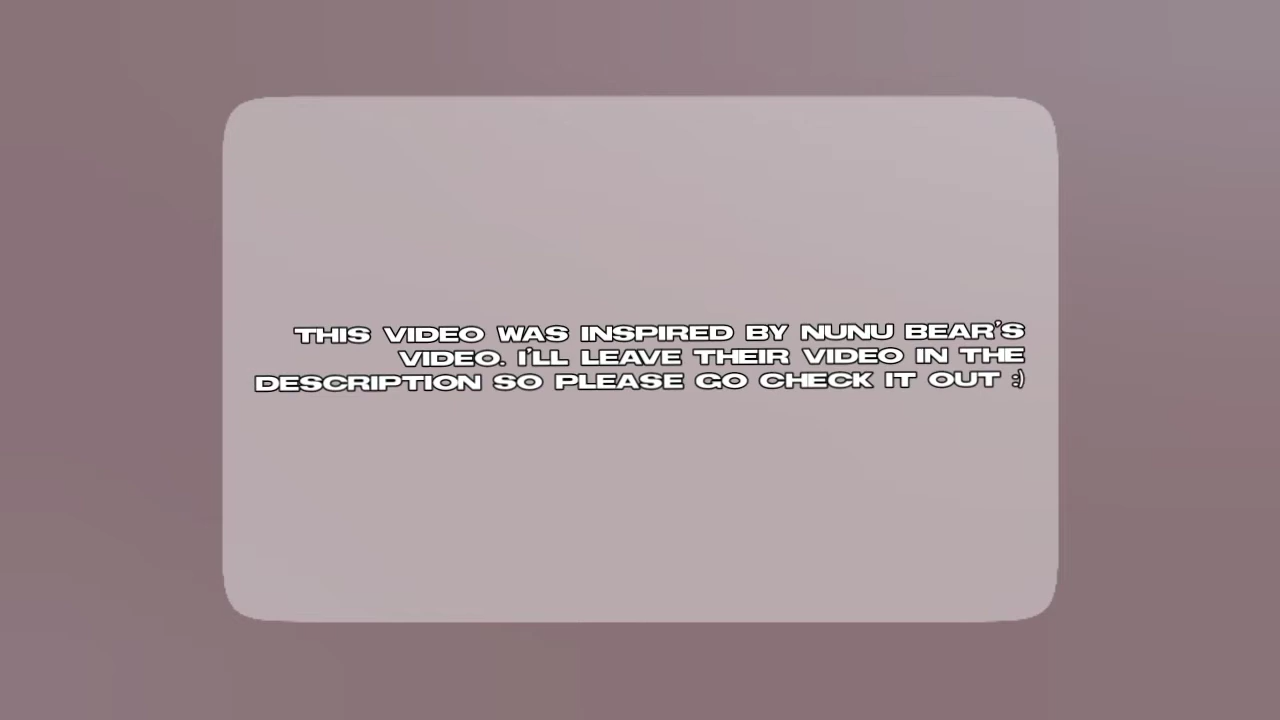 THIS VIDEO WAS INSPIRED BY NUNU BEAR'S
VIDEO. I'LL LEAVE THEIR VIDEO IN THE
DESCRIPTION SO PLEASE GO CHECK IT OUT :)